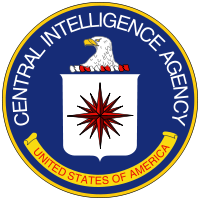 CENTRAL INTELLIGENCE AGENCY
UNITED STATES OF AMERICA